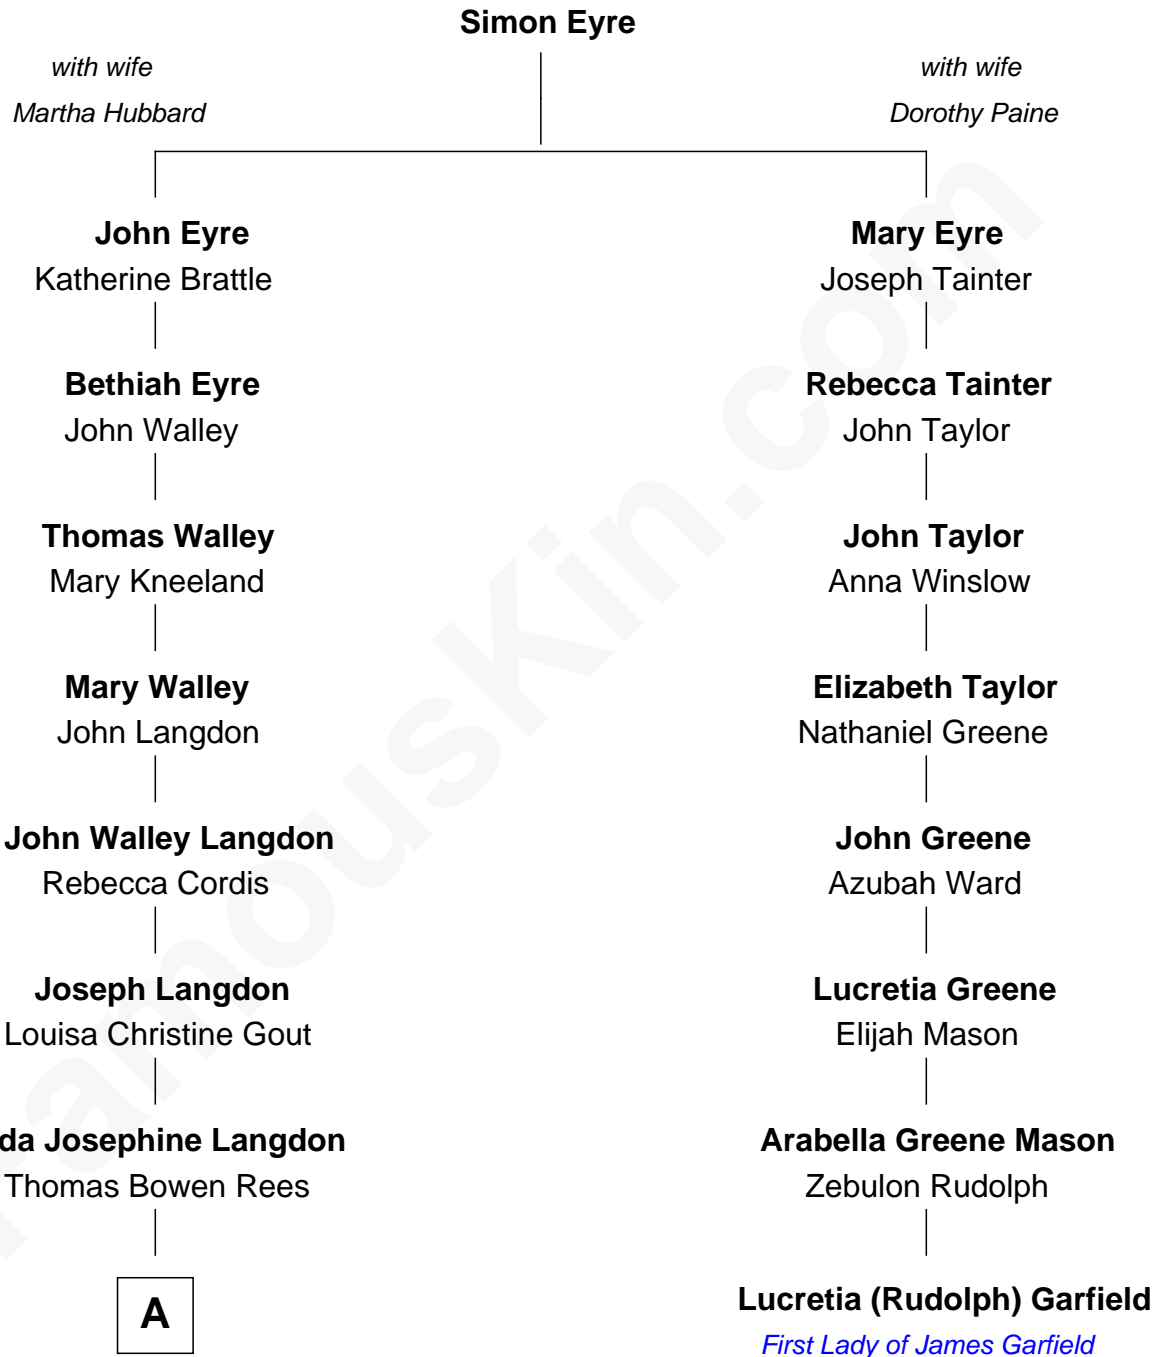 Simon Eyre
with wife
Martha Hubbard
with wife
Dorothy Paine
John Eyre
Katherine Brattle
Mary Eyre
Joseph Tainter
Bethiah Eyre
John Walley
Rebecca Tainter
John Taylor
Thomas Walley
Mary Kneeland
John Taylor
Anna Winslow
Mary Walley
John Langdon
Elizabeth Taylor
Nathaniel Greene
John Walley Langdon
Rebecca Cordis
John Greene
Azubah Ward
Joseph Langdon
Louisa Christine Gout
Lucretia Greene
Elijah Mason
da Josephine Langdon
Thomas Bowen Rees
Arabella Greene Mason
Zebulon Rudolph
A
Lucretia (Rudolph) Garfield
First Lady of James Garfield
FamousKin.com